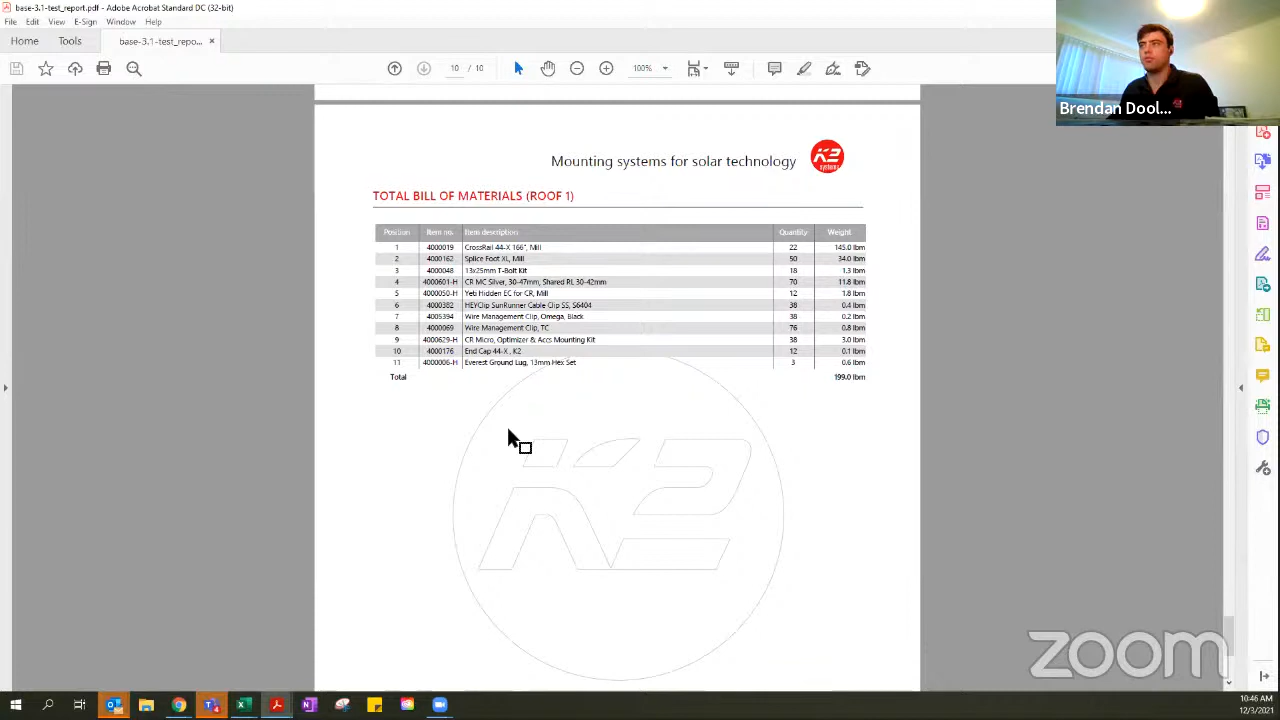 base-3.1-test_report.pdf - Adobe Acrobat Standard DC (32-bit)
File Edit View E-Sign Window Help
Home Tools base-3.1-test_repo... ×
10 / 10 100%
Brendan Dool...
Mounting systems for solar technology K2 systems
TOTAL BILL OF MATERIALS (ROOF 1)
Position Item no. Item description Quantity Weight
1 4000019 CrossRail 44-X 166", Mill 22 145.0 lbm
2 4000162 Splice Foot XL, Mill 50 34.0 lbm
3 4000048 13x25mm T-Bolt Kit 18 1.3 lbm
4 4000601-H CR MC Silver, 30-47mm, Shared RL 30-42mm 70 11.8 lbm
5 4000050-H Yeti Hidden EC for CR, Mill 12 1.8 lbm
6 4000382 HEYClip SunRunner Cable Clip SS, S6404 38 0.4 lbm
7 4005394 Wire Management Clip, Omega, Black 38 0.2 lbm
8 4000069 Wire Management Clip, TC 76 0.8 lbm
9 4000629-H CR Micro, Optimizer & Accs Mounting Kit 38 3.0 lbm
10 4000176 End Cap 44-X , K2 12 0.1 lbm
11 4000006-H Everest Ground Lug, 13mm Hex Set 3 0.6 lbm
Total 199.0 lbm
K2
zoom
10:46 AM
12/3/2021